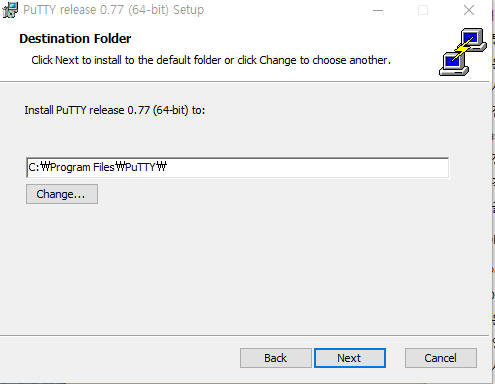 PuTTY release 0.77 (64-bit) Setup
Destination Folder
Click Next to install to the default folder or click Change to choose another.
Install PuTTY release 0.77 (64-bit) to:
C:₩Program Files₩PuTTY₩
Change...
Back Next Cancel